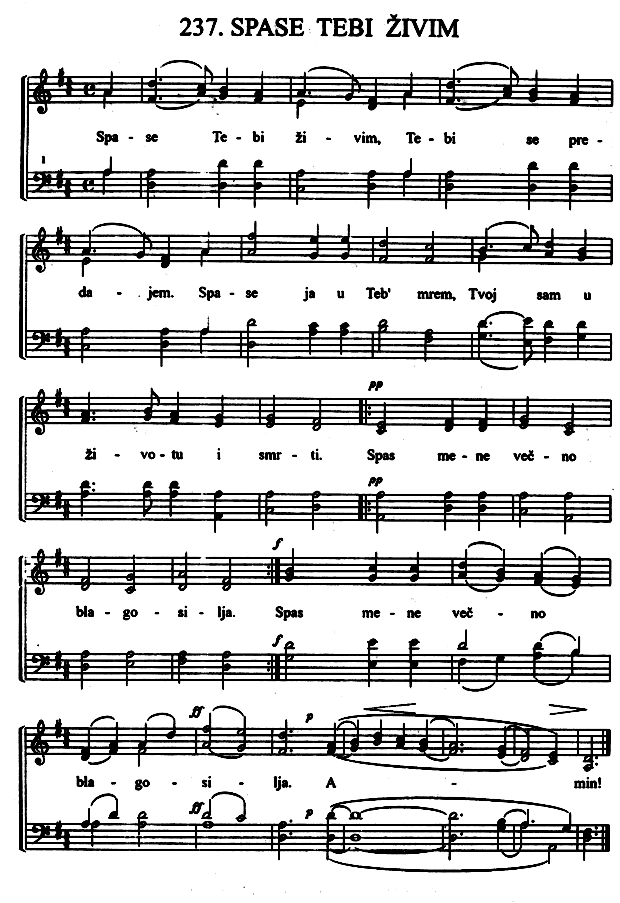 237. SPASE TEBI ŽIVIM
Spa - se Te - bi ži - vim, Te - bi se pre -
da - jem. Spa - se ja u Teb' mrem, Tvoj sam u
pp
ži - vo - tu i smr - ti. Spas me - ne več - no
pp
f
bla - go - si - lja. Spas me - ne več - no
f
ff p
bla - go - si - lja. A - min!
ff p